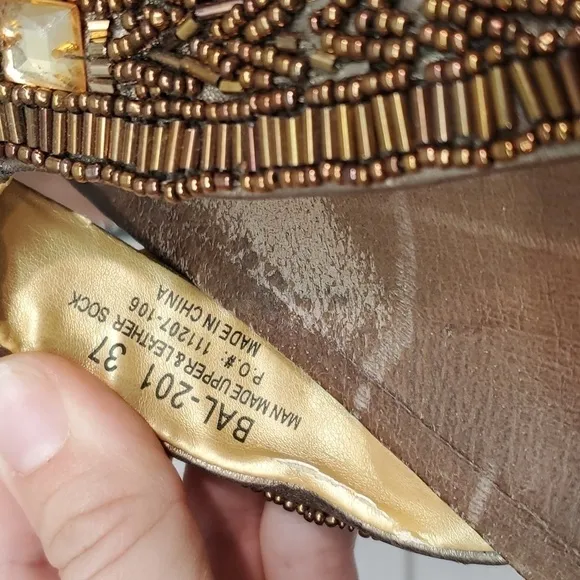 BAL-201 37
MAN MADE UPPER & LEATHER SOCK
P.O #: 111207-106
MADE IN CHINA